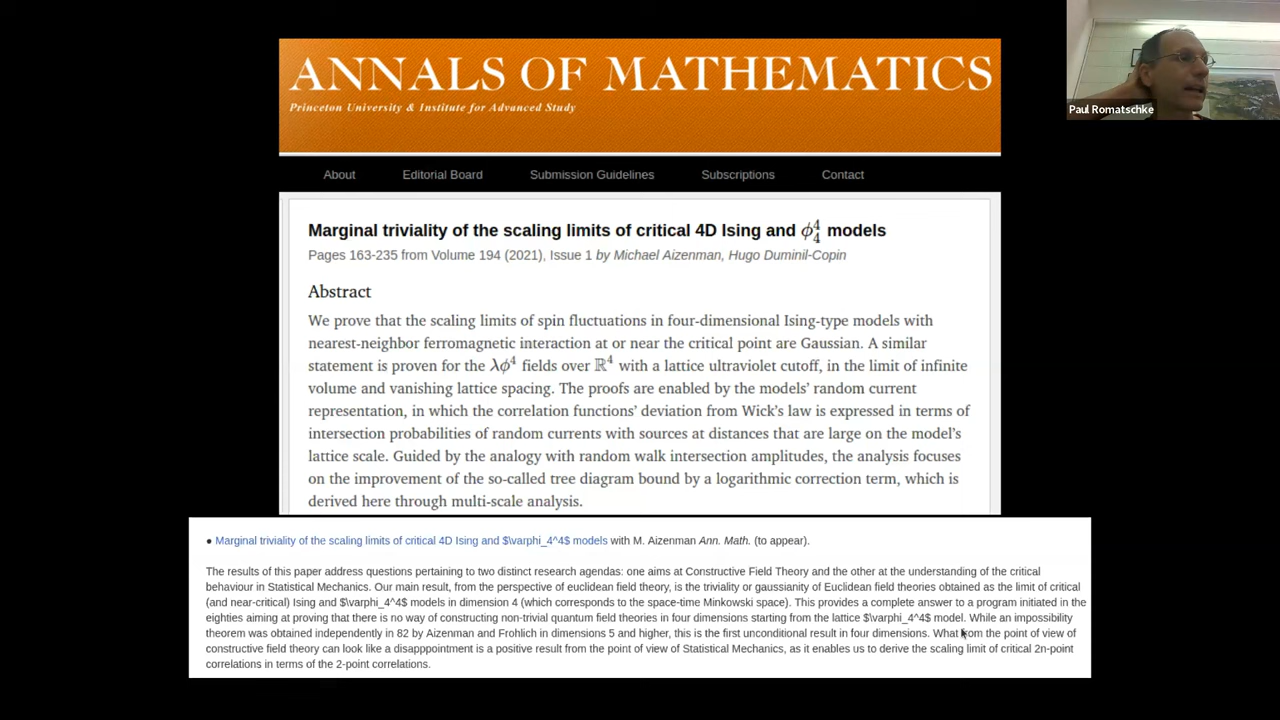 ANNALS OF MATHEMATICS
Princeton University & Institute for Advanced Study
Paul Romatschke
About Editorial Board Submission Guidelines Subscriptions Contact
Marginal triviality of the scaling limits of critical 4D Ising and $\phi_4^4$ models
Pages 163-235 from Volume 194 (2021), Issue 1 by Michael Aizenman, Hugo Duminil-Copin
Abstract
We prove that the scaling limits of spin fluctuations in four-dimensional Ising-type models with
nearest-neighbor ferromagnetic interaction at or near the critical point are Gaussian. A similar
statement is proven for the λϕ⁴ fields over ℝ⁴ with a lattice ultraviolet cutoff, in the limit of infinite
volume and vanishing lattice spacing. The proofs are enabled by the models’ random current
representation, in which the correlation functions’ deviation from Wick’s law is expressed in terms of
intersection probabilities of random currents with sources at distances that are large on the model’s
lattice scale. Guided by the analogy with random walk intersection amplitudes, the analysis focuses
on the improvement of the so-called tree diagram bound by a logarithmic correction term, which is
derived here through multi-scale analysis.
● Marginal triviality of the scaling limits of critical 4D Ising and $\varphi_4^4$ models with M. Aizenman Ann. Math. (to appear).
The results of this paper address questions pertaining to two distinct research agendas: one aims at Constructive Field Theory and the other at the understanding of the critical
behaviour in Statistical Mechanics. Our main result, from the perspective of euclidean field theory, is the triviality or gaussianity of Euclidean field theories obtained as the limit of critical
(and near-critical) Ising and $\varphi_4^4$ models in dimension 4 (which corresponds to the space-time Minkowski space). This provides a complete answer to a program initiated in the
eighties aiming at proving that there is no way of constructing non-trivial quantum field theories in four dimensions starting from the lattice $\varphi_4^4$ model. While an impossibility
theorem was obtained independently in 82 by Aizenman and Frohlich in dimensions 5 and higher, this is the first unconditional result in four dimensions. What from the point of view of
constructive field theory can look like a disapppointment is a positive result from the point of view of Statistical Mechanics, as it enables us to derive the scaling limit of critical 2n-point
correlations in terms of the 2-point correlations.